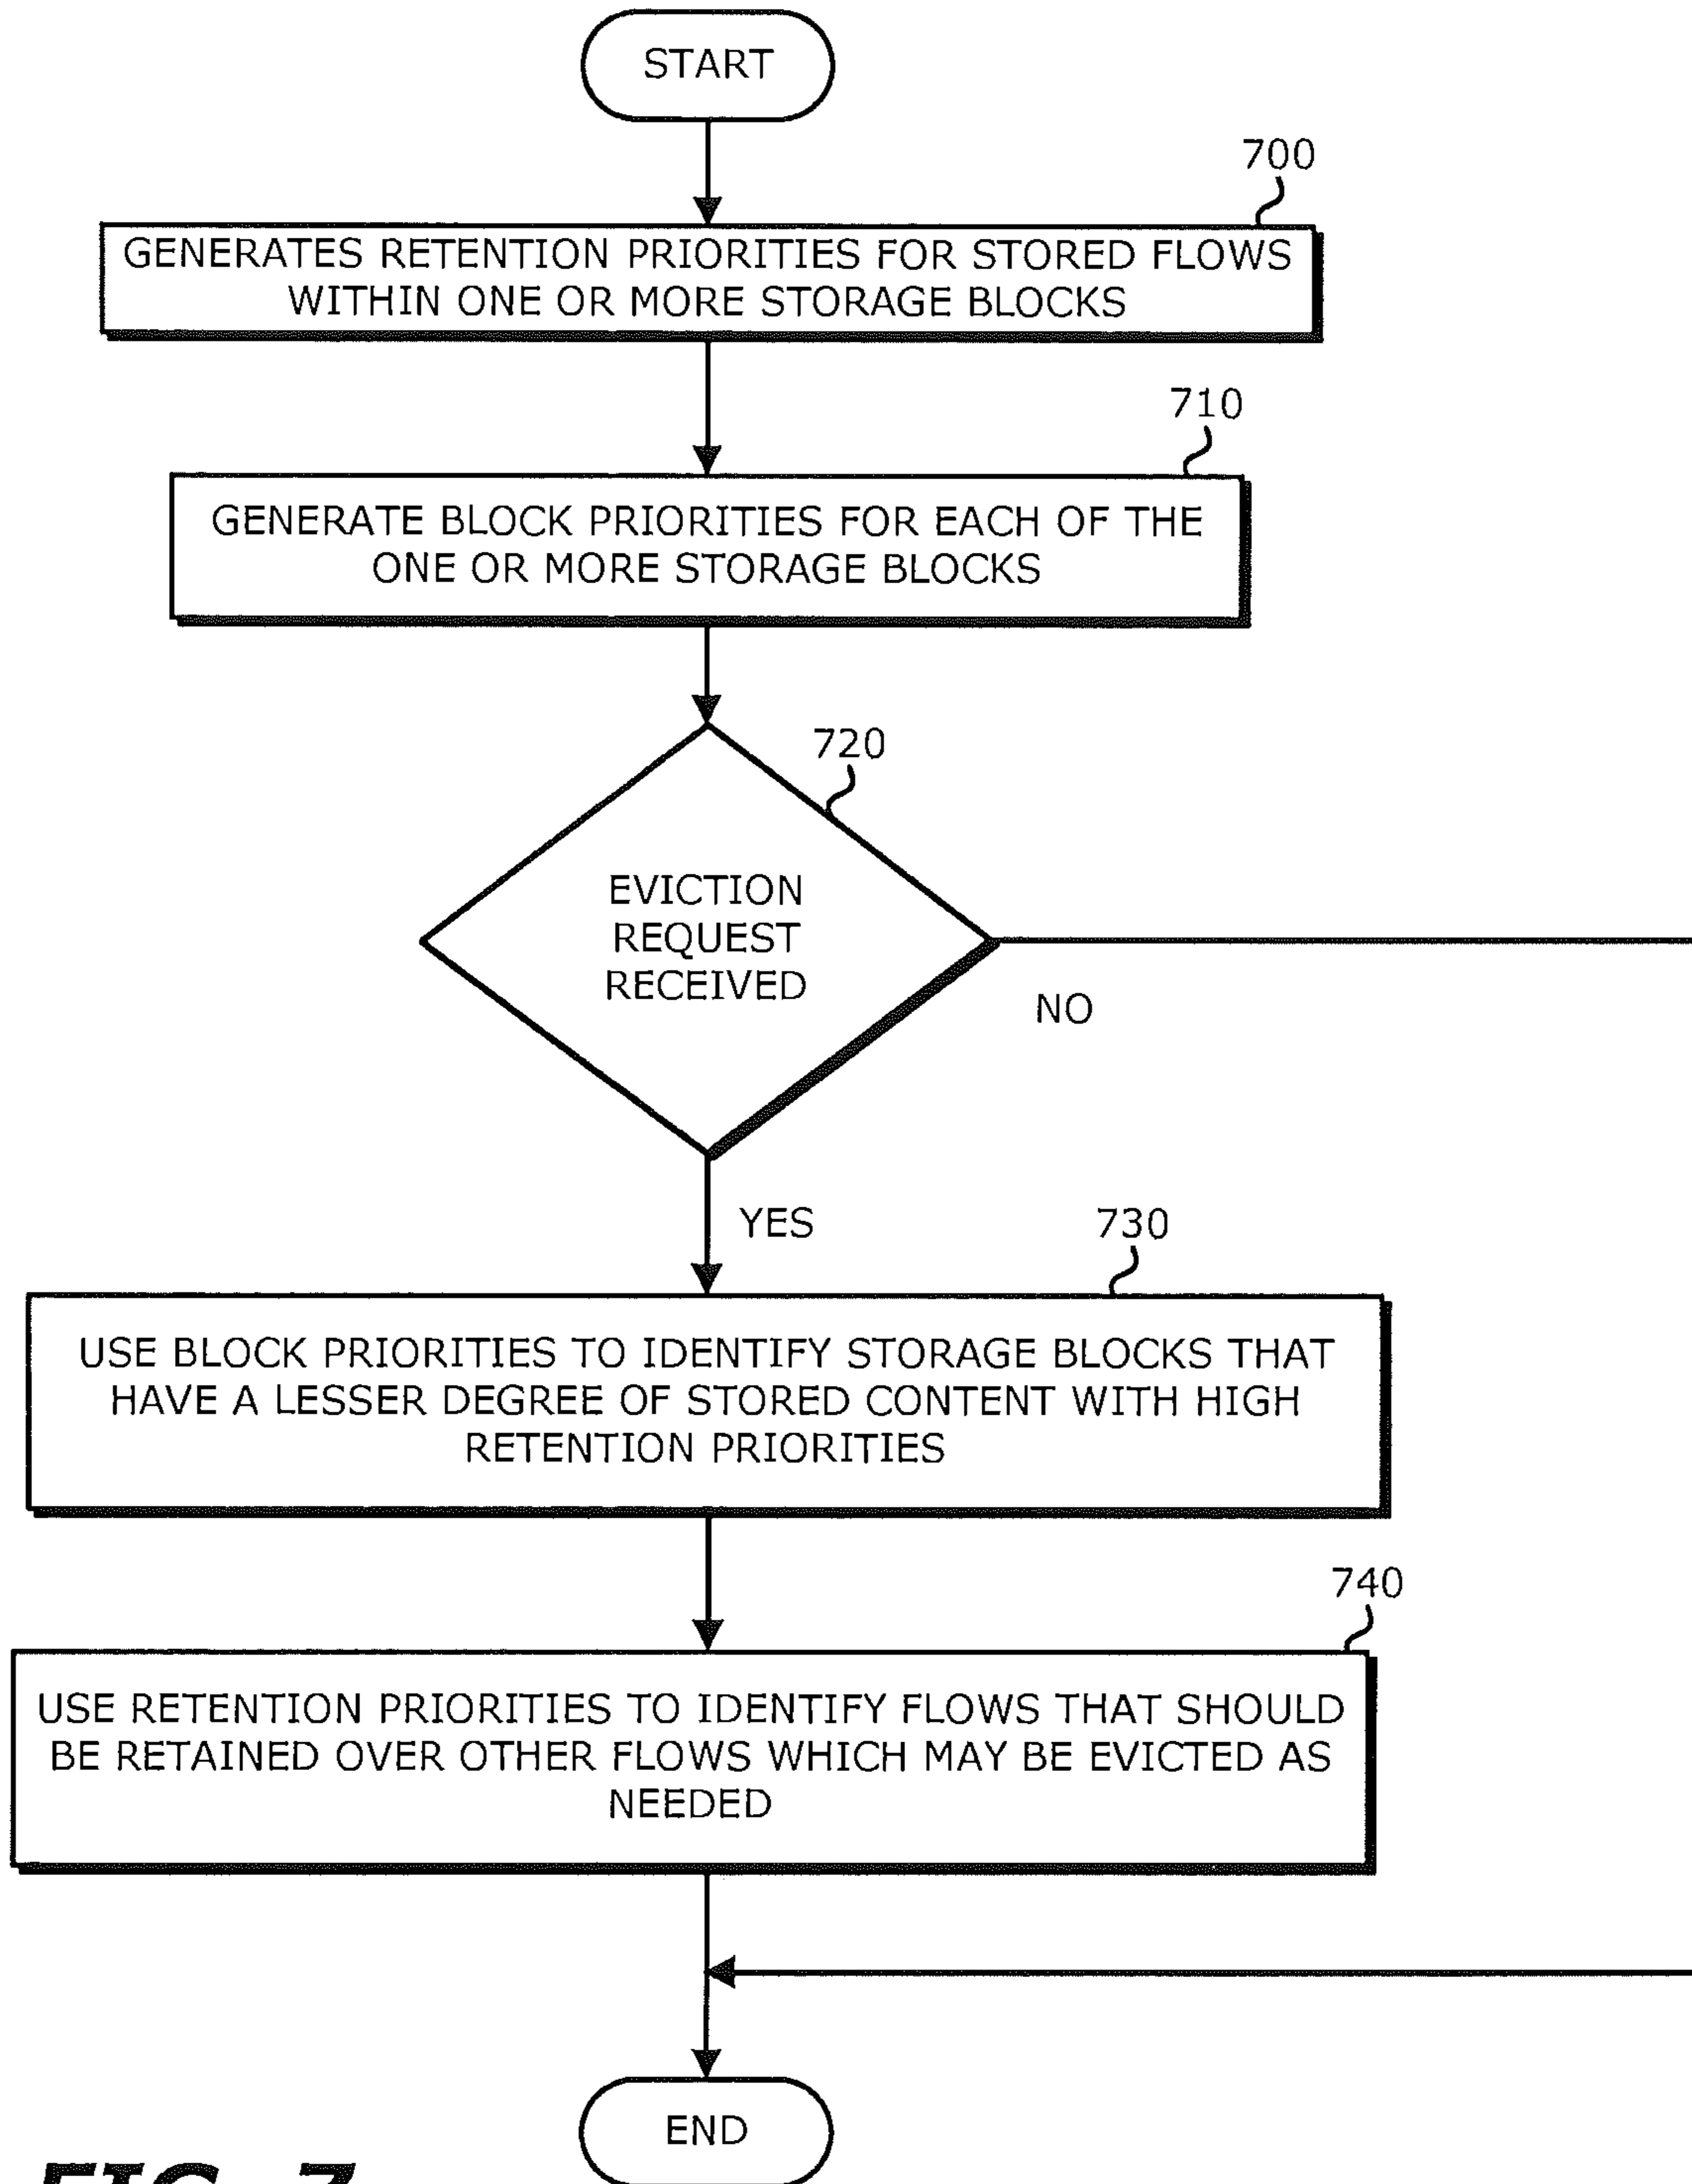 START
700
GENERATES RETENTION PRIORITIES FOR STORED FLOWS
WITHIN ONE OR MORE STORAGE BLOCKS
710
GENERATE BLOCK PRIORITIES FOR EACH OF THE
ONE OR MORE STORAGE BLOCKS
720
EVICTION
REQUEST
RECEIVED
NO
YES
730
USE BLOCK PRIORITIES TO IDENTIFY STORAGE BLOCKS THAT
HAVE A LESSER DEGREE OF STORED CONTENT WITH HIGH
RETENTION PRIORITIES
740
USE RETENTION PRIORITIES TO IDENTIFY FLOWS THAT SHOULD
BE RETAINED OVER OTHER FLOWS WHICH MAY BE EVICTED AS
NEEDED
END
FIG. 7